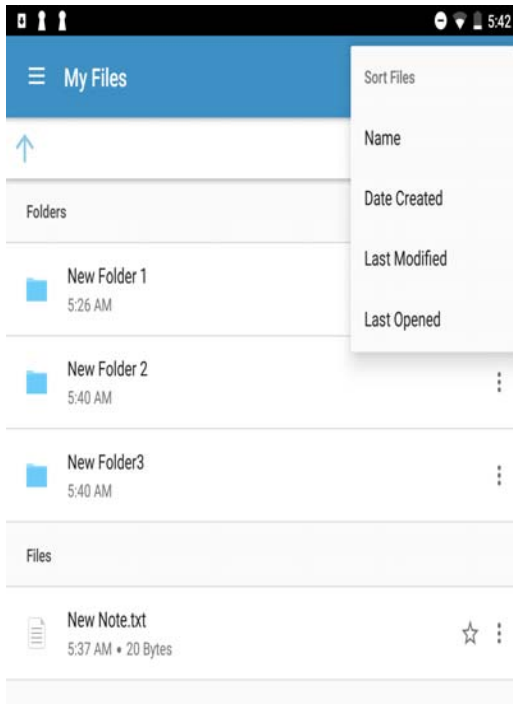 5:42
My Files
Sort Files
Name
Date Created
Last Modified
Last Opened
Folders
New Folder 1
5:26 AM
New Folder 2
5:40 AM
New Folder3
5:40 AM
Files
New Note.txt
5:37 AM • 20 Bytes